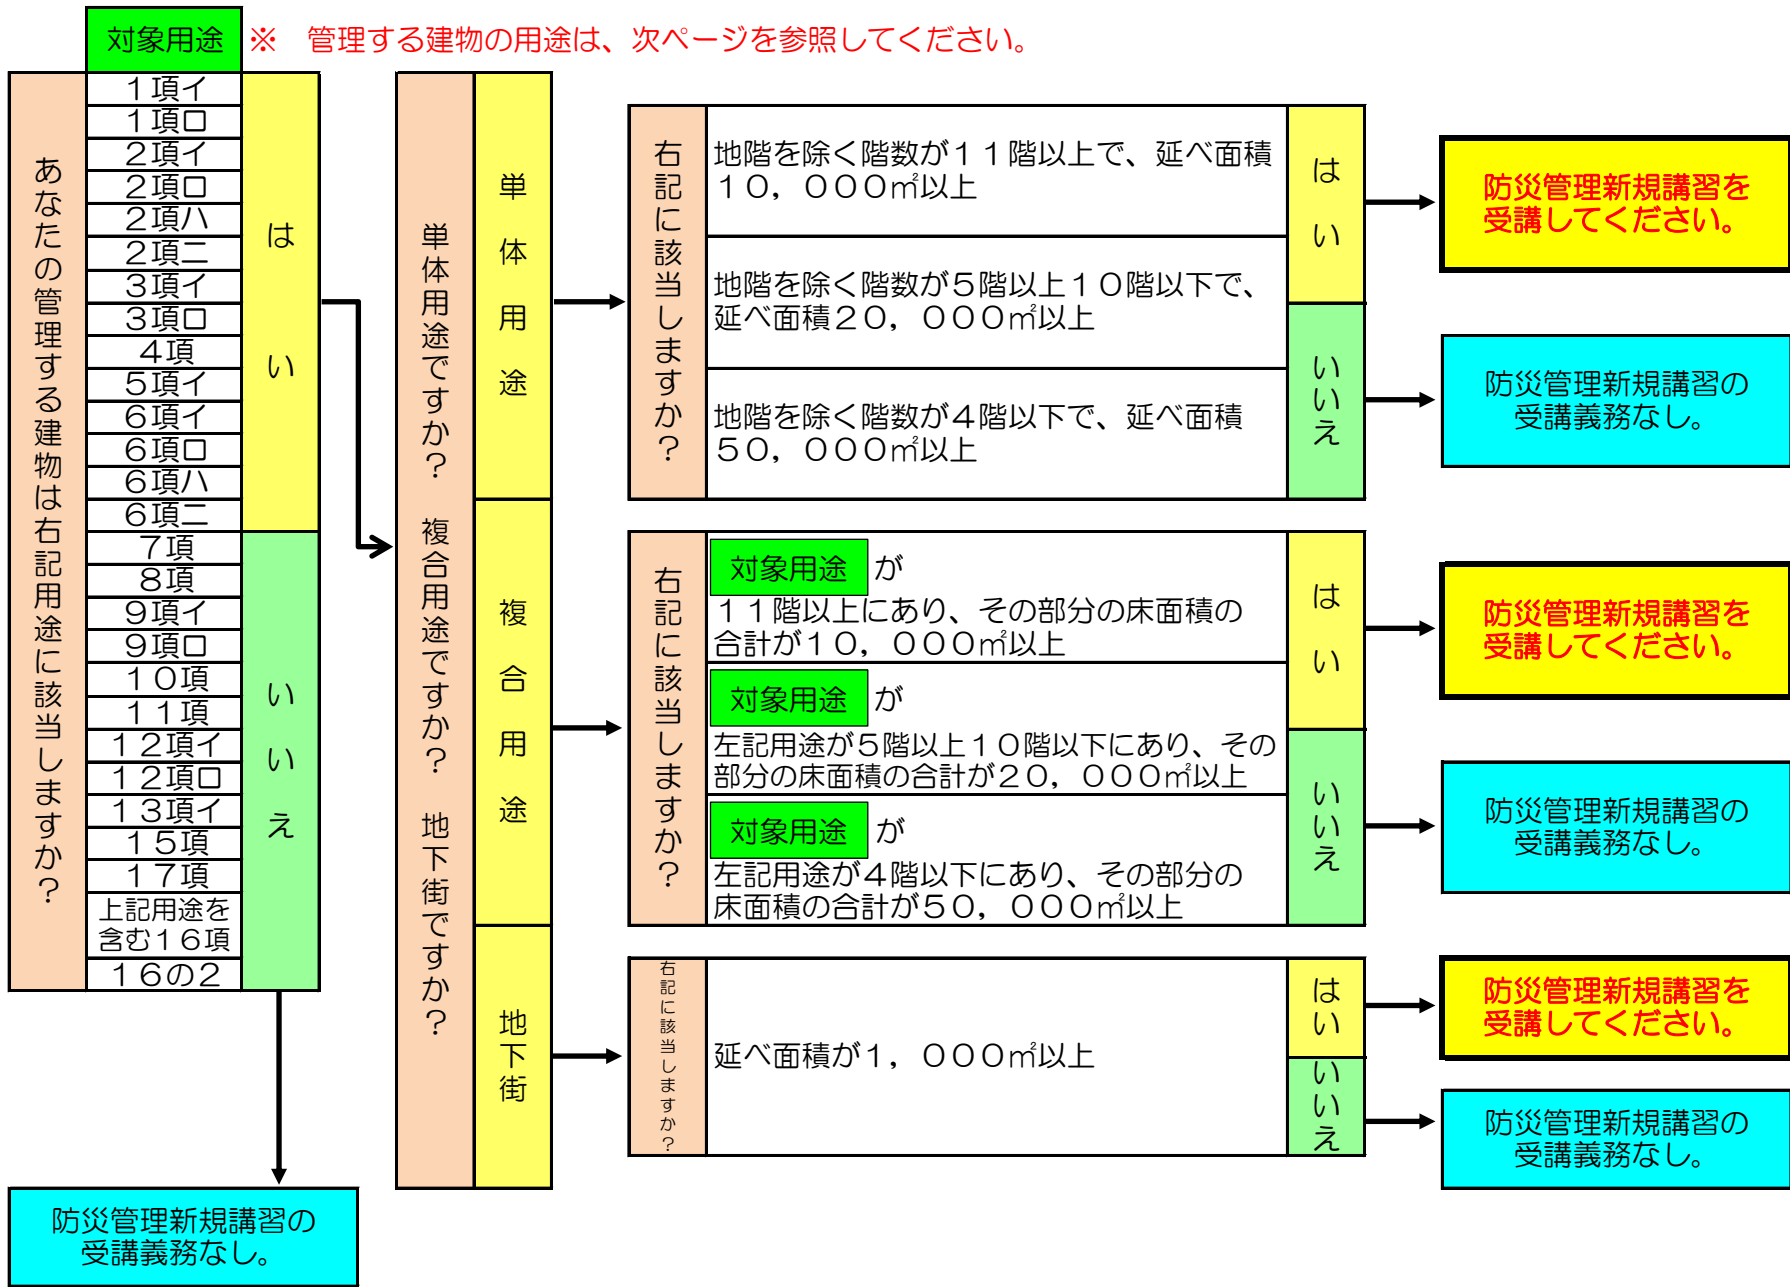 対象用途
※　管理する建物の用途は、次ページを参照してください。
あなたの管理する建物は右記用途に該当しますか？
１項イ
１項ロ
２項イ
２項ロ
２項ハ
２項ニ
３項イ
３項ロ
４項
５項イ
６項イ
６項ロ
６項ハ
６項ニ
７項
８項
９項イ
９項ロ
１０項
１１項
１２項イ
１２項ロ
１３項イ
１５項
１７項
上記用途を
含む１６項
１６の２
はい
いいえ
防災管理新規講習の
受講義務なし。
単体用途ですか？　複合用途ですか？　地下街ですか？
単体用途
右記に該当しますか？
地階を除く階数が１１階以上で、延べ面積
１０，０００㎡以上
地階を除く階数が５階以上１０階以下で、
延べ面積２０，０００㎡以上
地階を除く階数が４階以下で、延べ面積
５０，０００㎡以上
はい
防災管理新規講習を
受講してください。
いいえ
防災管理新規講習の
受講義務なし。
複合用途
右記に該当しますか？
対象用途 が
１１階以上にあり、その部分の床面積の
合計が１０，０００㎡以上
対象用途 が
左記用途が５階以上１０階以下にあり、その
部分の床面積の合計が２０，０００㎡以上
対象用途 が
左記用途が４階以下にあり、その部分の
床面積の合計が５０，０００㎡以上
はい
防災管理新規講習を
受講してください。
いいえ
防災管理新規講習の
受講義務なし。
地下街
右記に該当しますか？
延べ面積が１，０００㎡以上
はい
防災管理新規講習を
受講してください。
いいえ
防災管理新規講習の
受講義務なし。